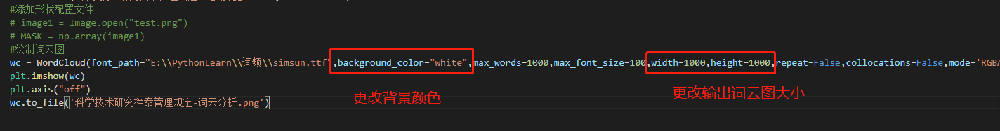 #添加形状配置文件
# image1 = Image.open("test.png")
# MASK = np.array(image1)
#绘制词云图
wc = WordCloud(font_path="E:\\PythonLearn\\词频\\simsun.ttf",background_color="white",max_words=1000,max_font_size=100,width=1000,height=1000,repeat=False,collocations=False,mode='RGBA
plt.imshow(wc)
plt.axis("off")
更改背景颜色
更改输出词云图大小
wc.to_file('科学技术研究档案管理规定-词云分析.png')